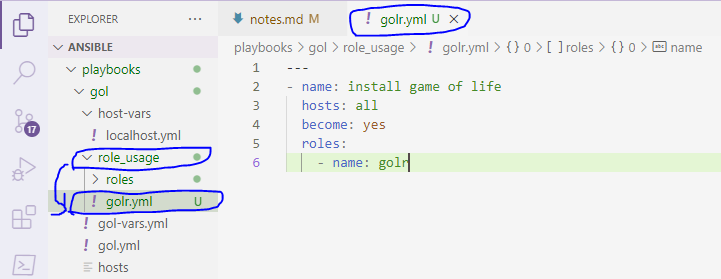 EXPLORER
ANSIBLE
playbooks
gol
host-vars
localhost.yml
role_usage
roles
golr.yml U
gol-vars.yml
gol.yml
hosts
17
notes.md M
golr.yml U
playbooks > gol > role_usage > golr.yml > {} 0 > [ ] roles > {} 0 > abc name
1 ---
2 - name: install game of life
3 hosts: all
4 become: yes
5 roles:
6 - name: golr